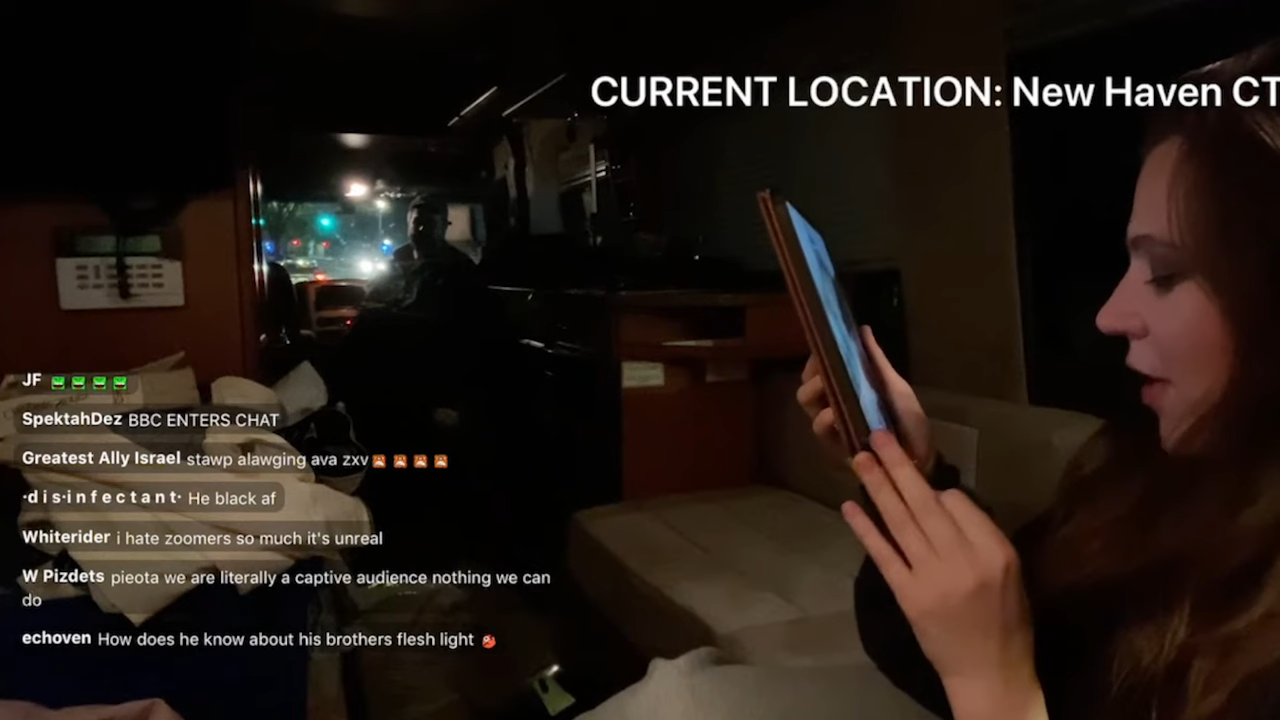 CURRENT LOCATION: New Haven CT
JF
SpektahDez BBC ENTERS CHAT
Greatest Ally Israel stawp alawging ava zxv
·d i s·i n f e c t a n t· He black af
Whiterider i hate zoomers so much it's unreal
W Pizdets pieota we are literally a captive audience nothing we can
do
echoven How does he know about his brothers flesh light